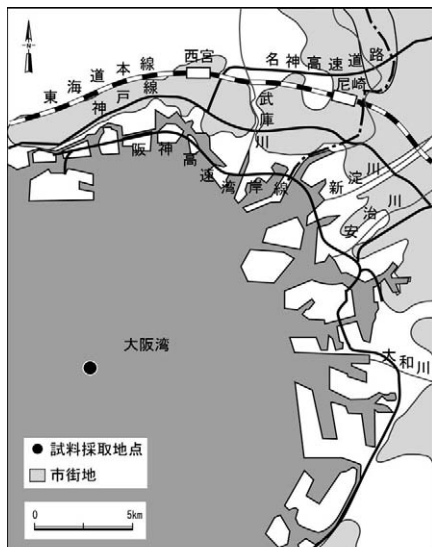 西宮
名神高速道路
東海道本線
尼崎
神戸線
武庫川
阪神高速湾岸線
新淀川
安治川
大阪湾
大和川
試料採取地点
市街地
0 5km